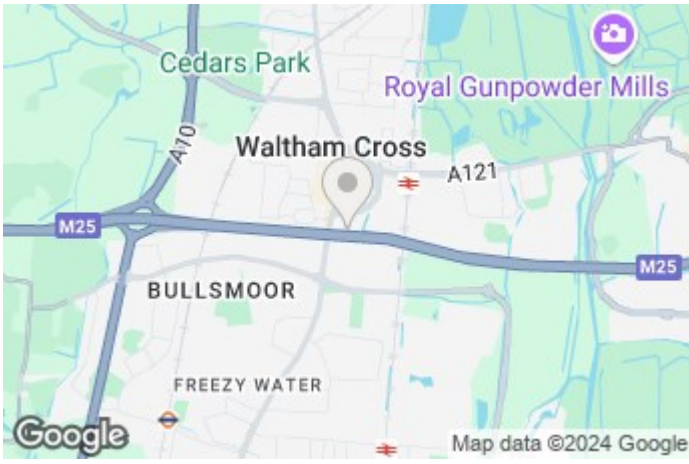 Cedars Park
Royal Gunpowder Mills
A10
Waltham Cross
A121
M25
M25
BULLSMOOR
FREEZY WATER
Google
Map data ©2024 Google